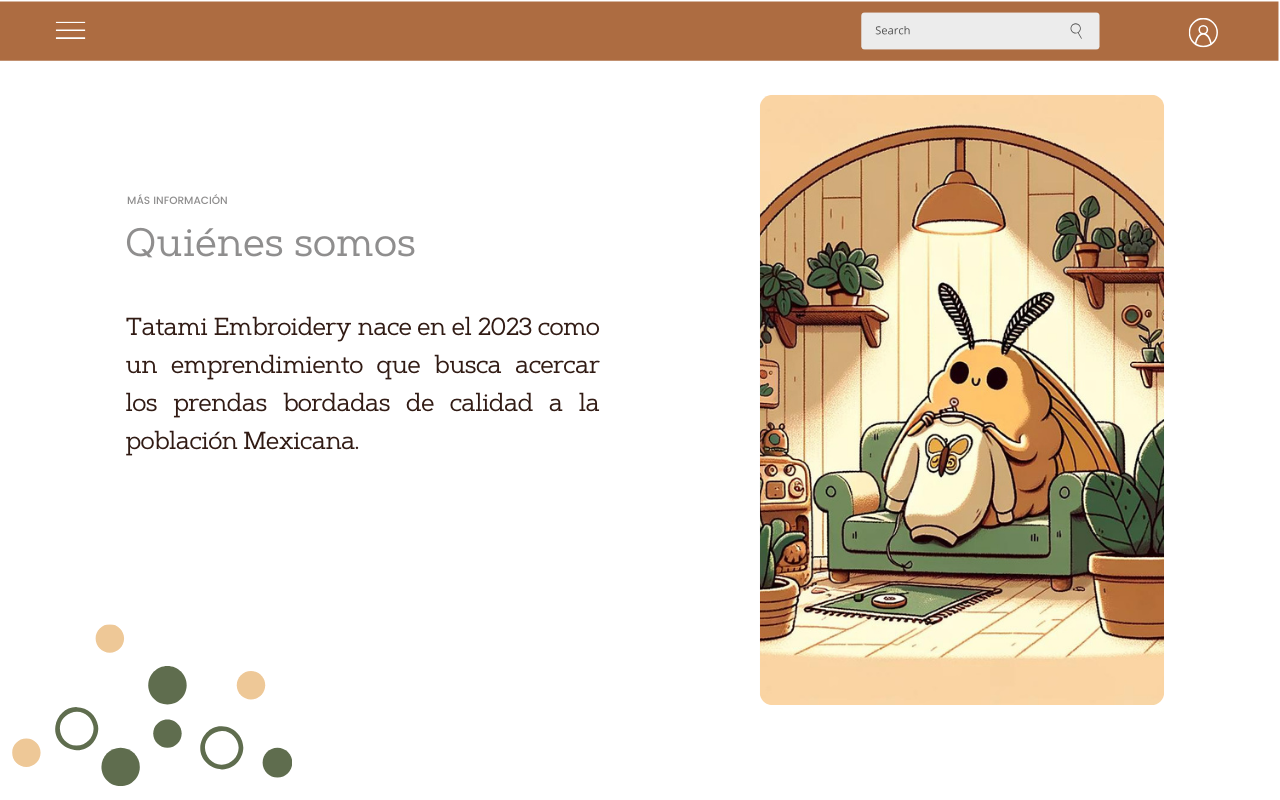 Search
MÁS INFORMACIÓN
Quiénes somos
Tatami Embroidery nace en el 2023 como
un emprendimiento que busca acercar
los prendas bordadas de calidad a la
población Mexicana.